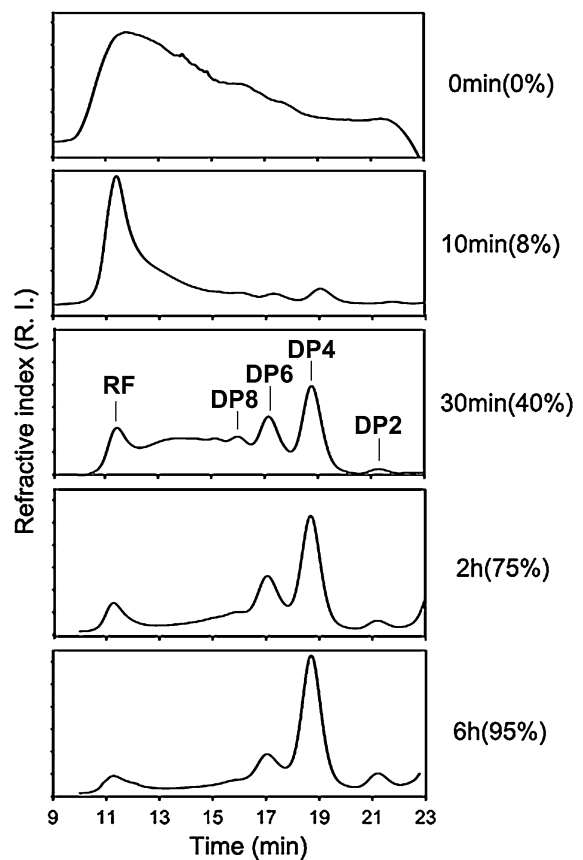 0min(0%)
10min(8%)
Refractive index (R. I.)
RF
DP8
DP6
DP4
DP2
30min(40%)
2h(75%)
6h(95%)
9 11 13 15 17 19 21 23
Time (min)